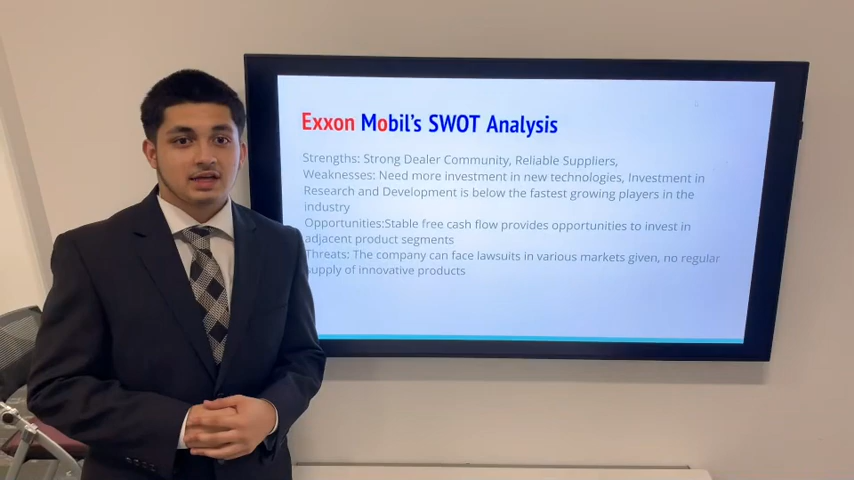 Exxon Mobil's SWOT Analysis
Strengths: Strong Dealer Community, Reliable Suppliers,
Weaknesses: Need more investment in new technologies, Investment in
Research and Development is below the fastest growing players in the
industry
Opportunities:Stable free cash flow provides opportunities to invest in
adjacent product segments
Threats: The company can face lawsuits in various markets given, no regular
supply of innovative products